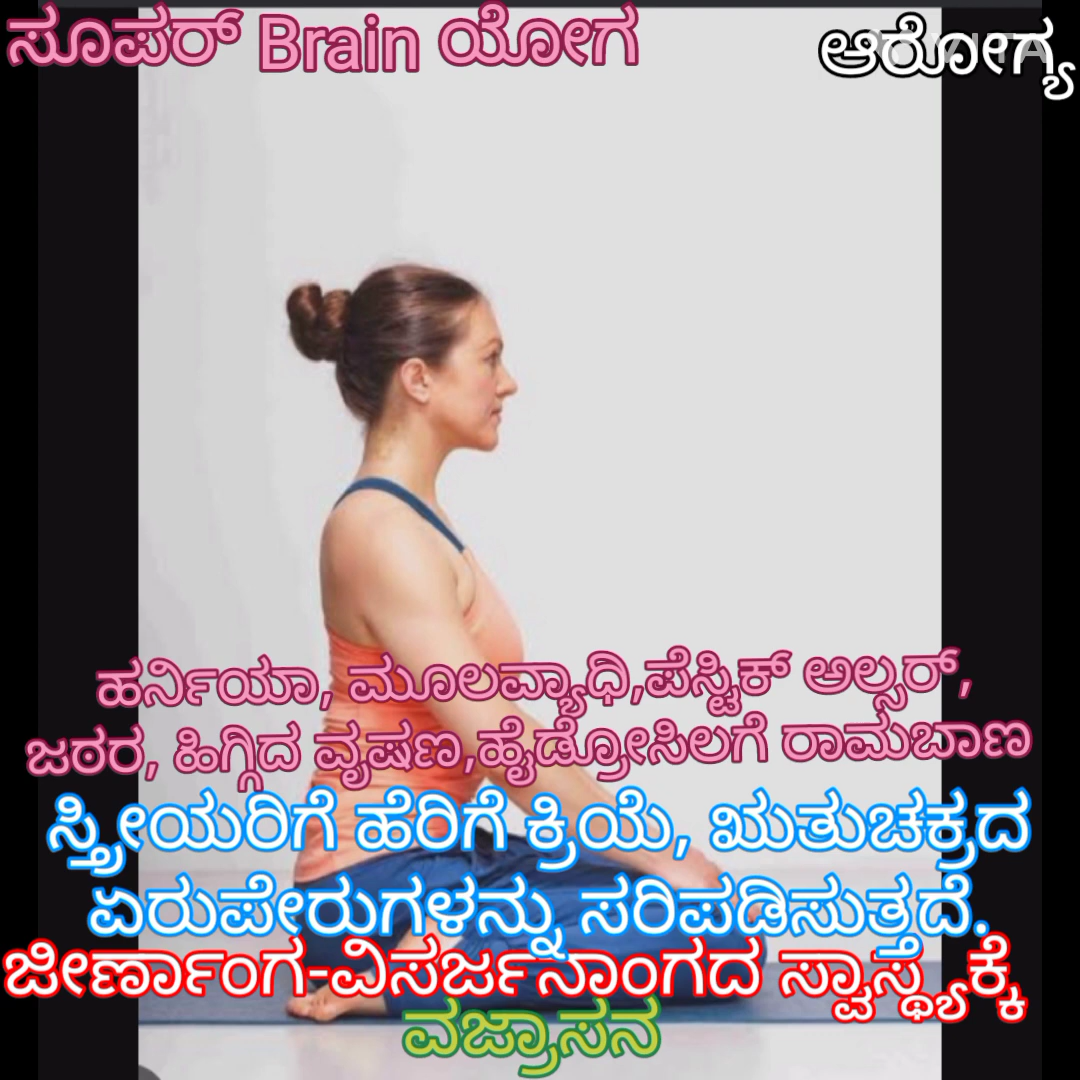 ಸೂಪರ್ Brain ಯೋಗ
ಆರೋಗ್ಯ
VITA
ಹರ್ನಿಯಾ, ಮೂಲವ್ಯಾಧಿ,ಪೆಸ್ಟಿಕ್ ಅಲ್ಸರ್,
ಜಠರ, ಹಿಗ್ಗಿದ ವೃಷಣ,ಹೈಡ್ರೋಸಿಲಗೆ ರಾಮಬಾಣ
ಸ್ತ್ರೀಯರಿಗೆ ಹೆರಿಗೆ ಕ್ರಿಯೆ, ಋತುಚಕ್ರದ
ಏರುಪೇರುಗಳನ್ನು ಸರಿಪಡಿಸುತ್ತದೆ.
ಜೀರ್ಣಾಂಗ-ವಿಸರ್ಜನಾಂಗದ ಸ್ವಾಸ್ಥ್ಯಕ್ಕೆ
ವಜ್ರಾಸನ